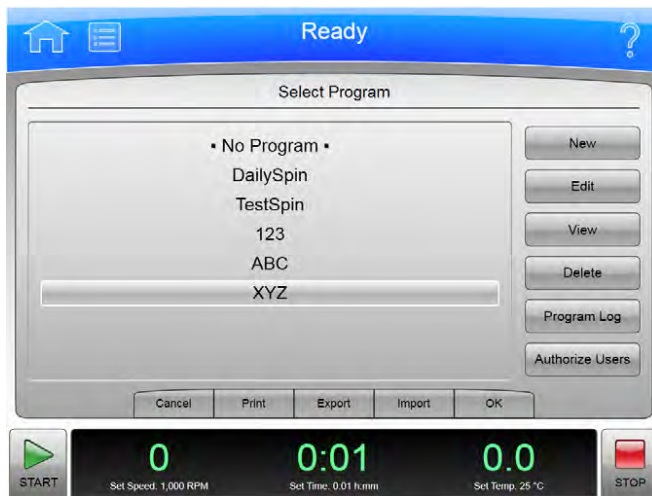 Ready
?
Select Program
▪ No Program ▪
DailySpin
TestSpin
123
ABC
XYZ
New
Edit
View
Delete
Program Log
Authorize Users
Cancel Print Export Import OK
START
0 0:01 0.0
Set Speed: 1,000 RPM Set Time: 0.01 h:mm Set Temp. 25 °C
STOP